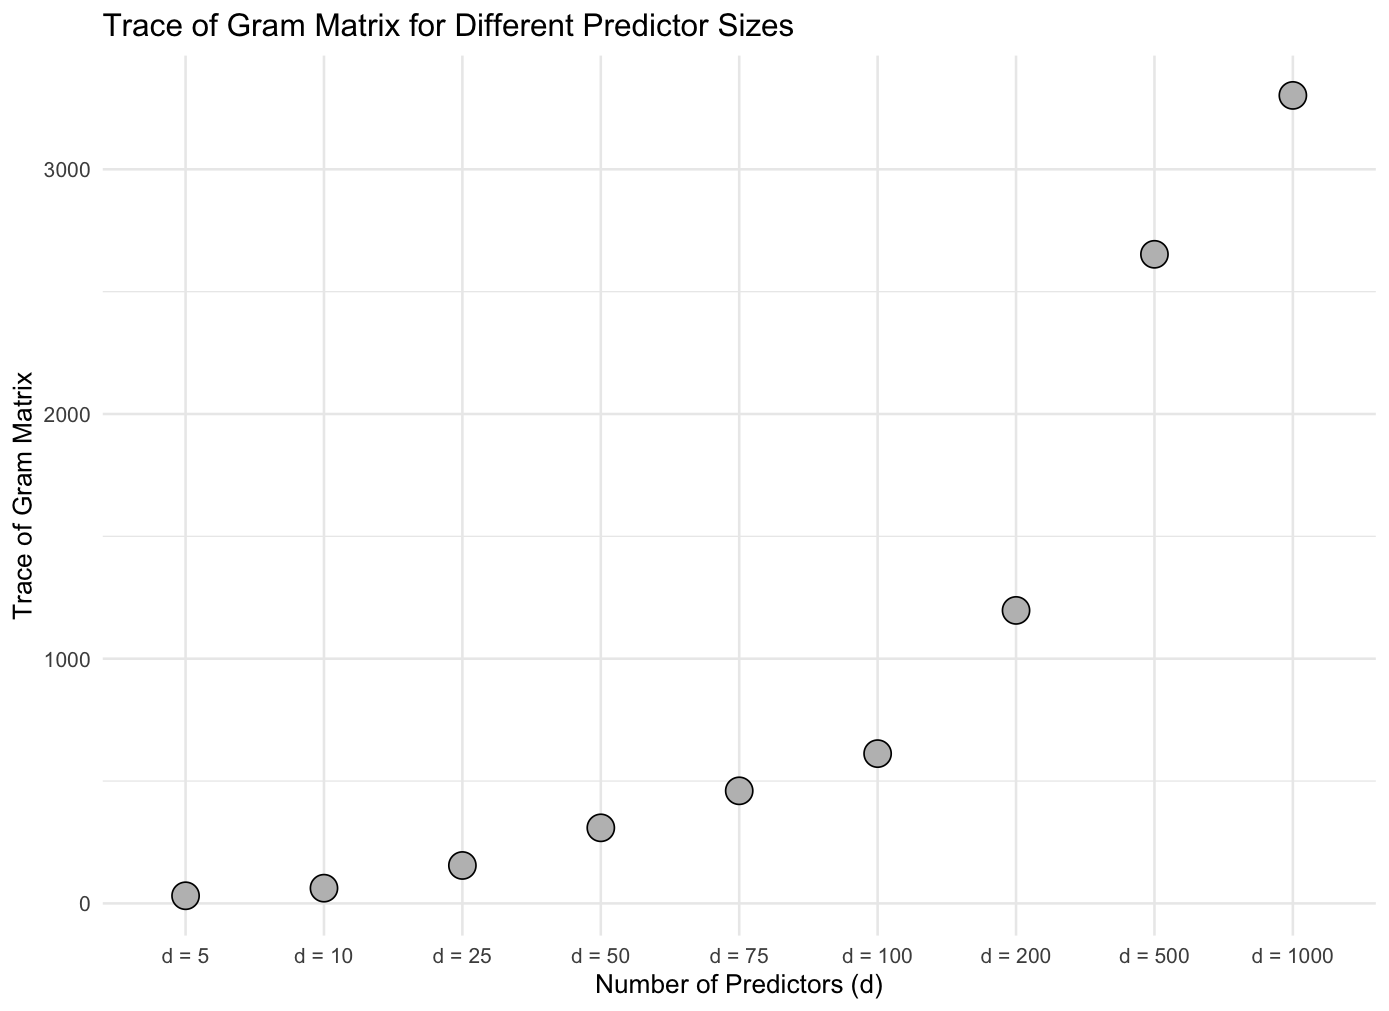 Trace of Gram Matrix for Different Predictor Sizes
Trace of Gram Matrix
3000
2000
1000
0
d = 5 d = 10 d = 25 d = 50 d = 75 d = 100 d = 200 d = 500 d = 1000
Number of Predictors (d)